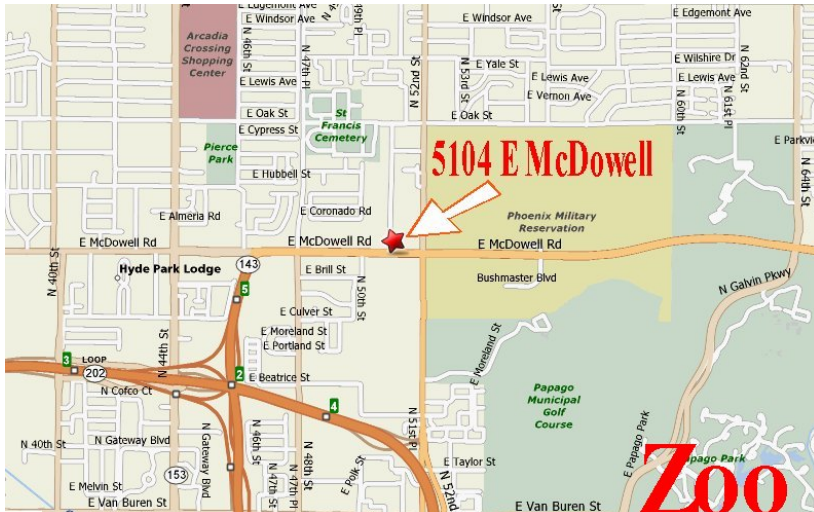 E Edgemont Ave
E Windsor Ave
E Windsor Ave
E Edgemont Ave
Arcadia
Crossing
Shopping
Center
N 46th St
N 47th Pl
49th Pl
N 52nd St
N 53rd St
N 62nd St
E Yale St
E Wilshire Dr
E Lewis Ave
E Lewis Ave
E Lewis Ave
E Vernon Ave
N 60th St
N 61st Pl
E Oak St
E Oak St
E Cypress St
St
Francis
Cemetery
Pierce
Park
E Parkvi
5104 E McDowell
E Hubbell St
N 64th St
E Almeria Rd
E Coronado Rd
Phoenix Military
Reservation
E McDowell Rd
E McDowell Rd
E McDowell Rd
N 40th St
Hyde Park Lodge
143
E Brill St
Bushmaster Blvd
N Galvin Pkwy
5
N 50th St
E Culver St
E Moreland St
E Portland St
N 44th St
E Moreland St
3
LOOP
202
2
E Beatrice St
N Cofco Ct
4
Papago
Municipal
Golf
Course
N 51st Pl
N 40th St
N Gateway Blvd
N Gateway Blvd
N 46th St
N 48th St
E Papago Park
Papago Park
Zoo
153
N 47th St
N 47th Pl
E Polk St
E Taylor St
N 52nd
E Melvin St
E Van Buren St
E Van Buren St